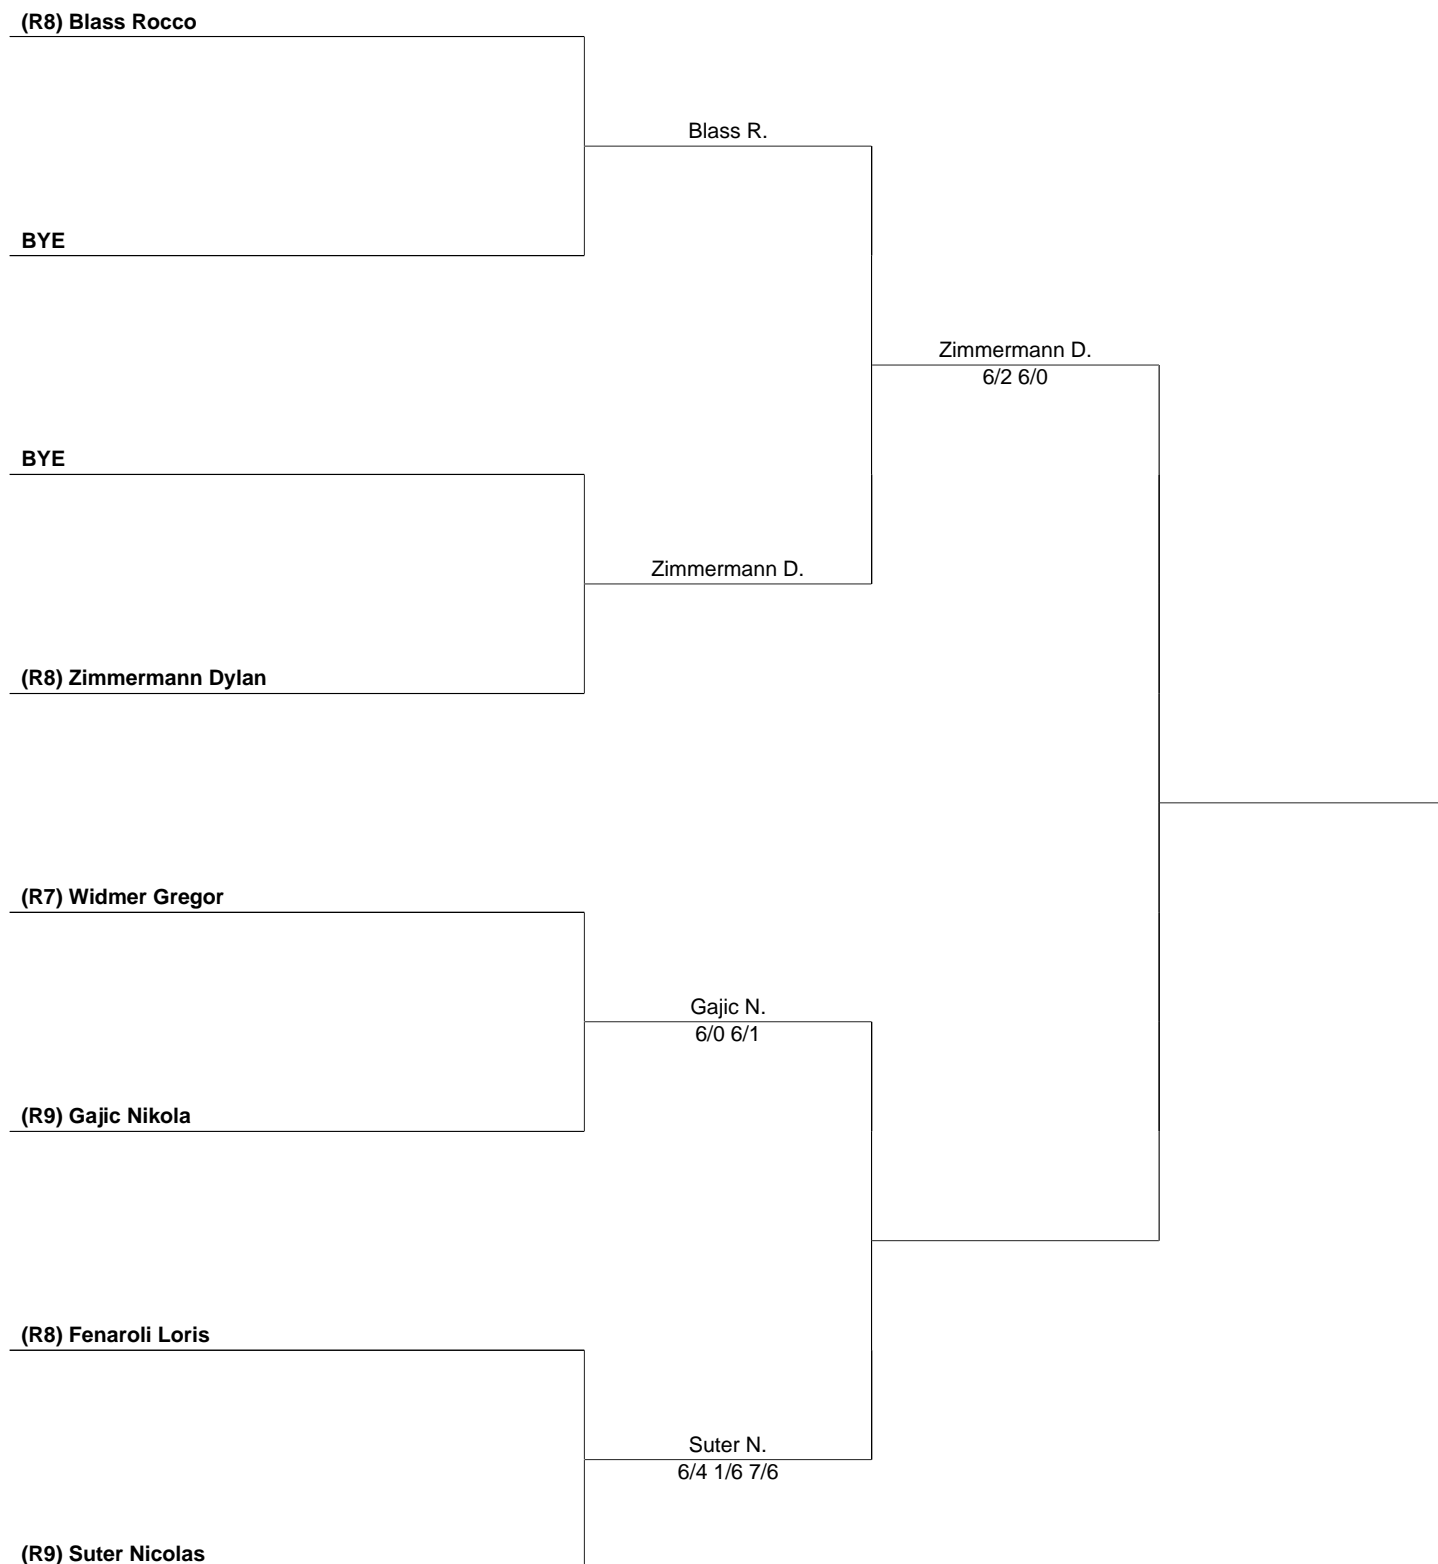 (R8) Blass Rocco
Blass R.
BYE
Zimmermann D.
6/2 6/0
BYE
Zimmermann D.
(R8) Zimmermann Dylan
(R7) Widmer Gregor
Gajic N.
6/0 6/1
(R9) Gajic Nikola
(R8) Fenaroli Loris
Suter N.
6/4 1/6 7/6
(R9) Suter Nicolas